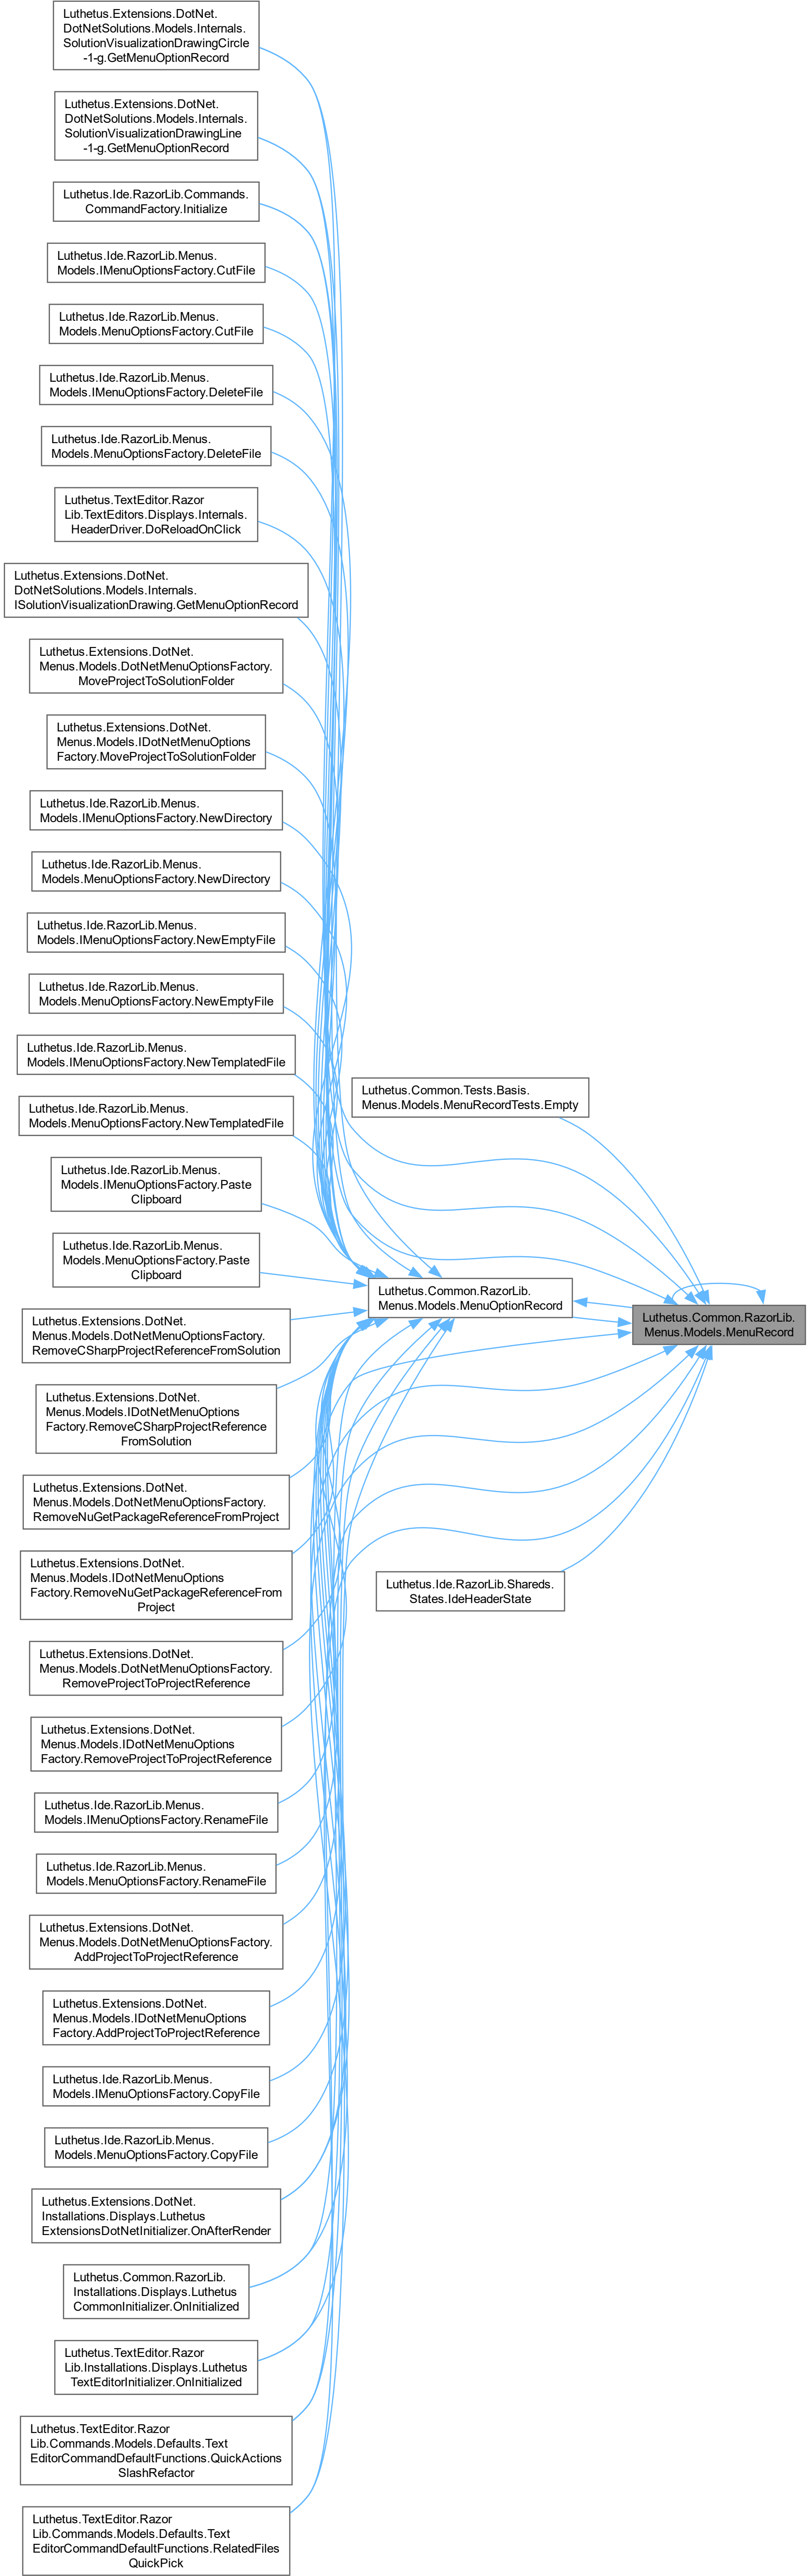 Luthetus.Extensions.DotNet.
DotNetSolutions.Models.Internals.
SolutionVisualizationDrawingCircle
-1-g.GetMenuOptionRecord
Luthetus.Extensions.DotNet.
DotNetSolutions.Models.Internals.
SolutionVisualizationDrawingLine
-1-g.GetMenuOptionRecord
Luthetus.Ide.RazorLib.Commands.
CommandFactory.Initialize
Luthetus.Ide.RazorLib.Menus.
Models.IMenuOptionsFactory.CutFile
Luthetus.Ide.RazorLib.Menus.
Models.MenuOptionsFactory.CutFile
Luthetus.Ide.RazorLib.Menus.
Models.IMenuOptionsFactory.DeleteFile
Luthetus.Ide.RazorLib.Menus.
Models.MenuOptionsFactory.DeleteFile
Luthetus.TextEditor.Razor
Lib.TextEditors.Displays.Internals.
HeaderDriver.DoReloadOnClick
Luthetus.Extensions.DotNet.
DotNetSolutions.Models.Internals.
ISolutionVisualizationDrawing.GetMenuOptionRecord
Luthetus.Extensions.DotNet.
Menus.Models.DotNetMenuOptionsFactory.
MoveProjectToSolutionFolder
Luthetus.Extensions.DotNet.
Menus.Models.IDotNetMenuOptions
Factory.MoveProjectToSolutionFolder
Luthetus.Ide.RazorLib.Menus.
Models.IMenuOptionsFactory.NewDirectory
Luthetus.Ide.RazorLib.Menus.
Models.MenuOptionsFactory.NewDirectory
Luthetus.Ide.RazorLib.Menus.
Models.IMenuOptionsFactory.NewEmptyFile
Luthetus.Ide.RazorLib.Menus.
Models.MenuOptionsFactory.NewEmptyFile
Luthetus.Ide.RazorLib.Menus.
Models.IMenuOptionsFactory.NewTemplatedFile
Luthetus.Ide.RazorLib.Menus.
Models.MenuOptionsFactory.NewTemplatedFile
Luthetus.Ide.RazorLib.Menus.
Models.IMenuOptionsFactory.Paste
Clipboard
Luthetus.Ide.RazorLib.Menus.
Models.MenuOptionsFactory.Paste
Clipboard
Luthetus.Extensions.DotNet.
Menus.Models.DotNetMenuOptionsFactory.
RemoveCSharpProjectReferenceFromSolution
Luthetus.Extensions.DotNet.
Menus.Models.IDotNetMenuOptions
Factory.RemoveCSharpProjectReference
FromSolution
Luthetus.Extensions.DotNet.
Menus.Models.DotNetMenuOptionsFactory.
RemoveNuGetPackageReferenceFromProject
Luthetus.Extensions.DotNet.
Menus.Models.IDotNetMenuOptions
Factory.RemoveNuGetPackageReferenceFrom
Project
Luthetus.Extensions.DotNet.
Menus.Models.DotNetMenuOptionsFactory.
RemoveProjectToProjectReference
Luthetus.Extensions.DotNet.
Menus.Models.IDotNetMenuOptions
Factory.RemoveProjectToProjectReference
Luthetus.Ide.RazorLib.Menus.
Models.IMenuOptionsFactory.RenameFile
Luthetus.Ide.RazorLib.Menus.
Models.MenuOptionsFactory.RenameFile
Luthetus.Extensions.DotNet.
Menus.Models.DotNetMenuOptionsFactory.
AddProjectToProjectReference
Luthetus.Extensions.DotNet.
Menus.Models.IDotNetMenuOptions
Factory.AddProjectToProjectReference
Luthetus.Ide.RazorLib.Menus.
Models.IMenuOptionsFactory.CopyFile
Luthetus.Ide.RazorLib.Menus.
Models.MenuOptionsFactory.CopyFile
Luthetus.Extensions.DotNet.
Installations.Displays.Luthetus
ExtensionsDotNetInitializer.OnAfterRender
Luthetus.Common.RazorLib.
Installations.Displays.Luthetus
CommonInitializer.OnInitialized
Luthetus.TextEditor.Razor
Lib.Installations.Displays.Luthetus
TextEditorInitializer.OnInitialized
Luthetus.TextEditor.Razor
Lib.Commands.Models.Defaults.Text
EditorCommandDefaultFunctions.QuickActions
SlashRefactor
Luthetus.TextEditor.Razor
Lib.Commands.Models.Defaults.Text
EditorCommandDefaultFunctions.RelatedFiles
QuickPick
Luthetus.Common.Tests.Basis.
Menus.Models.MenuRecordTests.Empty
Luthetus.Common.RazorLib.
Menus.Models.MenuOptionRecord
Luthetus.Ide.RazorLib.Shareds.
States.IdeHeaderState
Luthetus.Common.RazorLib.
Menus.Models.MenuRecord